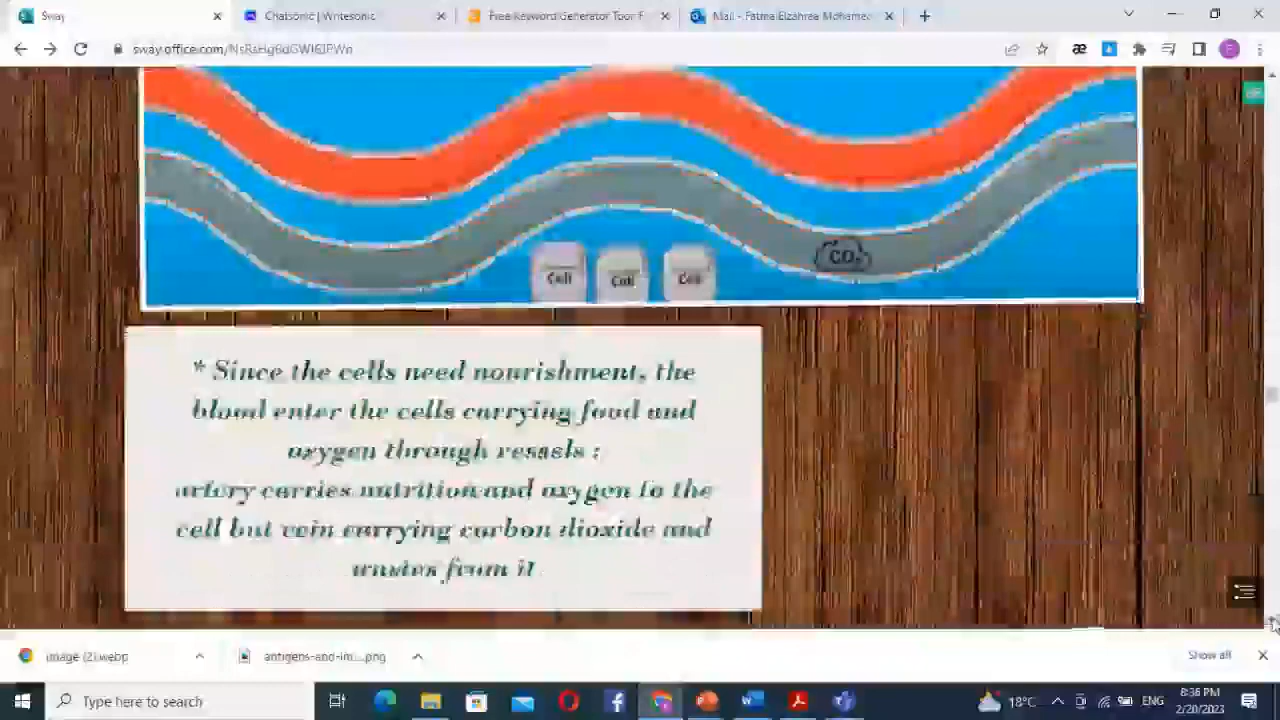 Sway
Chatsonic | Writesonic
Free Keyword Generator Tool: F
Mail - Fatma Elzahraa Mohamed
sway.office.com/
CO
Cell
Cell
Cell
* Since the cells need nourishment, the
blood enter the cells carrying food and
oxygen through vessels :
artery carries nutrition and oxygen to the
cell but vein carrying carbon dioxide and
wastes from it
image (2).webp
antigens-and-im....png
Show all
Type here to search
18°C
ENG
8:36 PM
2/20/2023